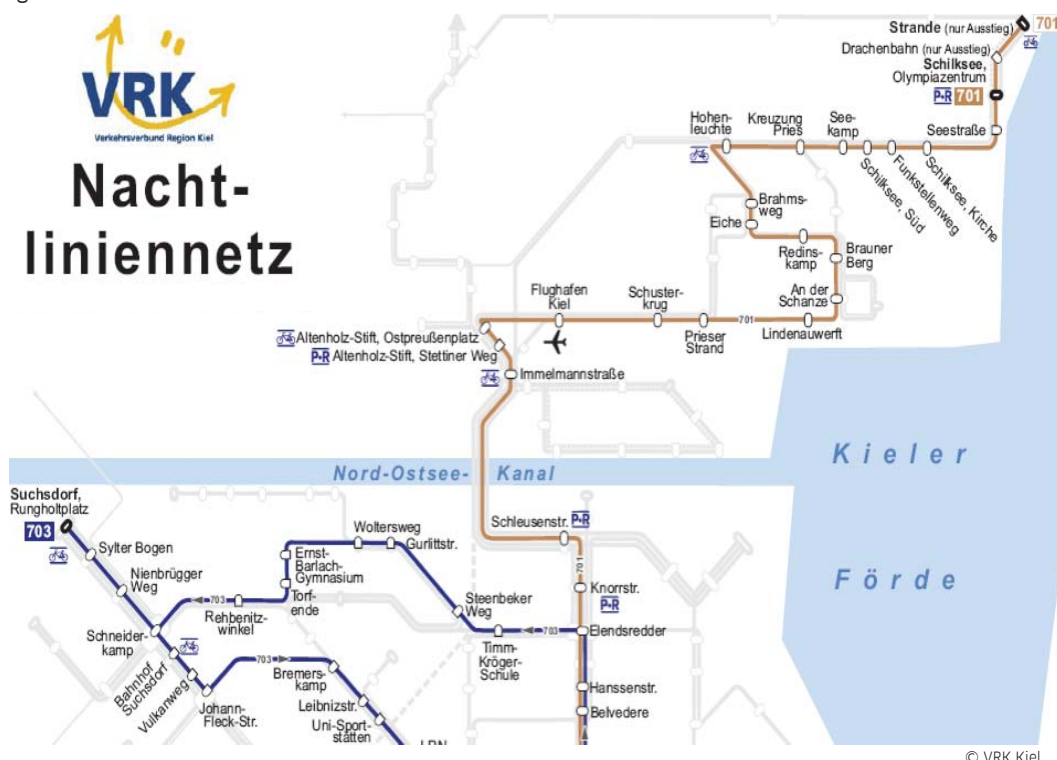 VRK
Verkehrsverbund Region Kiel
Nacht-
liniennetz
Strande (nur Ausstieg)
701
Drachenbahn (nur Ausstieg)
Schilksee,
Olympiazentrum
P+R 701
Seestraße
Hohen-
leuchte
Kreuzung
Pries
See-
kamp
Schilksee, Süd
Funkstellenweg
Schilksee, Kirche
Brahms-
weg
Eiche
Redins-
kamp
Brauner
Berg
An der
Schanze
Flughafen
Kiel
Schuster-
krug
Prieser
Strand
701
Lindenauwerft
Altenholz-Stift, Ostpreußenplatz
P+R Altenholz-Stift, Stettiner Weg
Immelmannstraße
Nord-Ostsee-Kanal
Kieler
Förde
Schleusenstr. P+R
701
Knorrstr.
P+R
Elendsredder
Hanssenstr.
Belvedere
Suchsdorf,
Rungholtplatz
703
Sylter Bogen
Nienbrügger
Weg
Schneider-
kamp
Bahnhof
Suchsdorf
Vulkanweg
Johann-
Fleck-Str.
703
Rehbenitz-
winkel
Torf-
ende
Ernst-
Barlach-
Gymnasium
Woltersweg
Gurlittstr.
Steenbeker
Weg
Timm-
Kröger-
Schule
703
703
Bremers-
kamp
Leibnizstr.
Uni-Sport-
stätten
© VRK Kiel